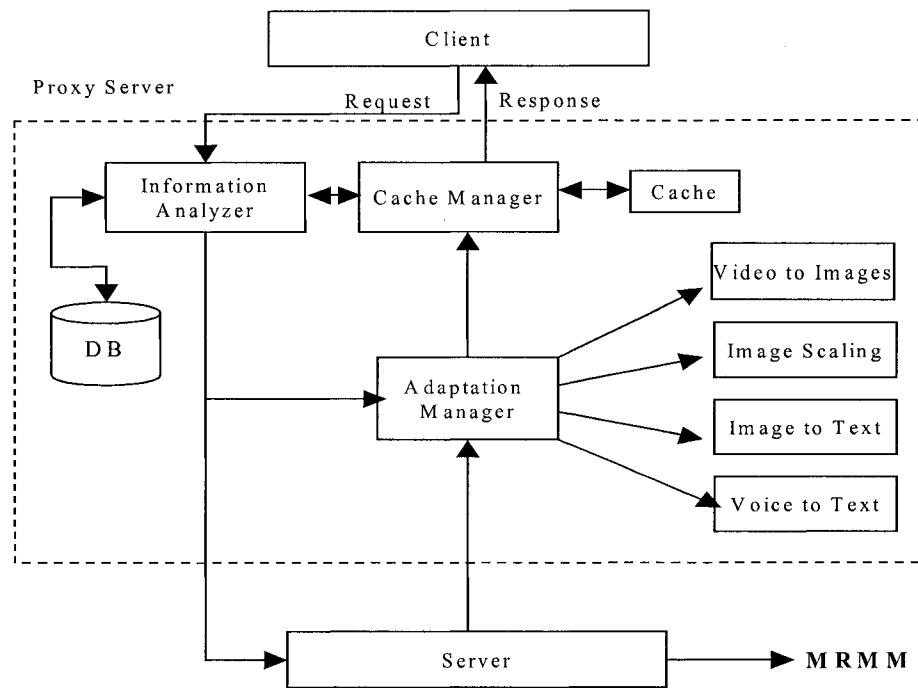 Client
Proxy Server
Request
Response
Information
Analyzer
Cache Manager
Cache
Video to Images
DB
Image Scaling
Adaptation
Manager
Image to Text
Voice to Text
Server
MRMM